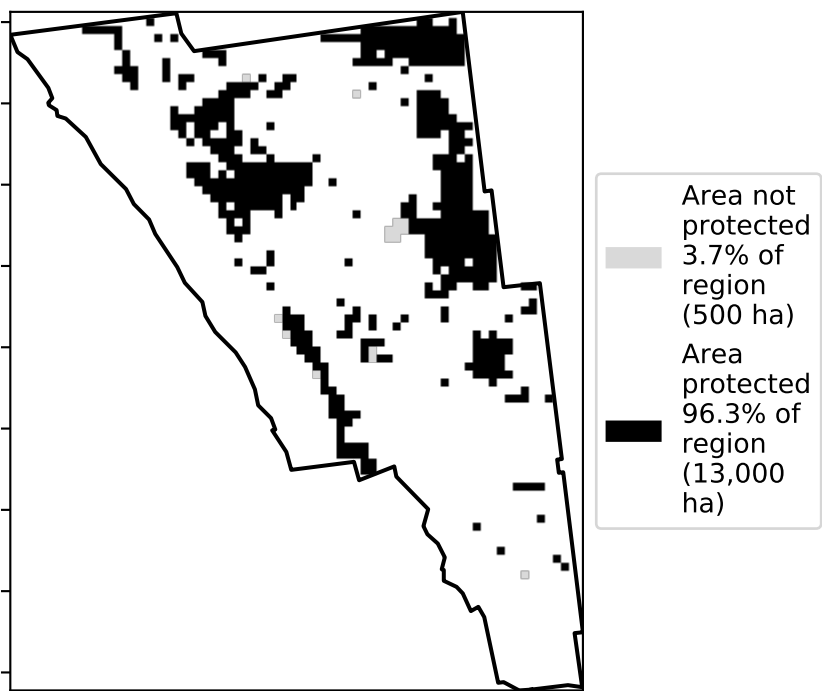 Area not
protected
3.7% of
region
(500 ha)
Area
protected
96.3% of
region
(13,000
ha)